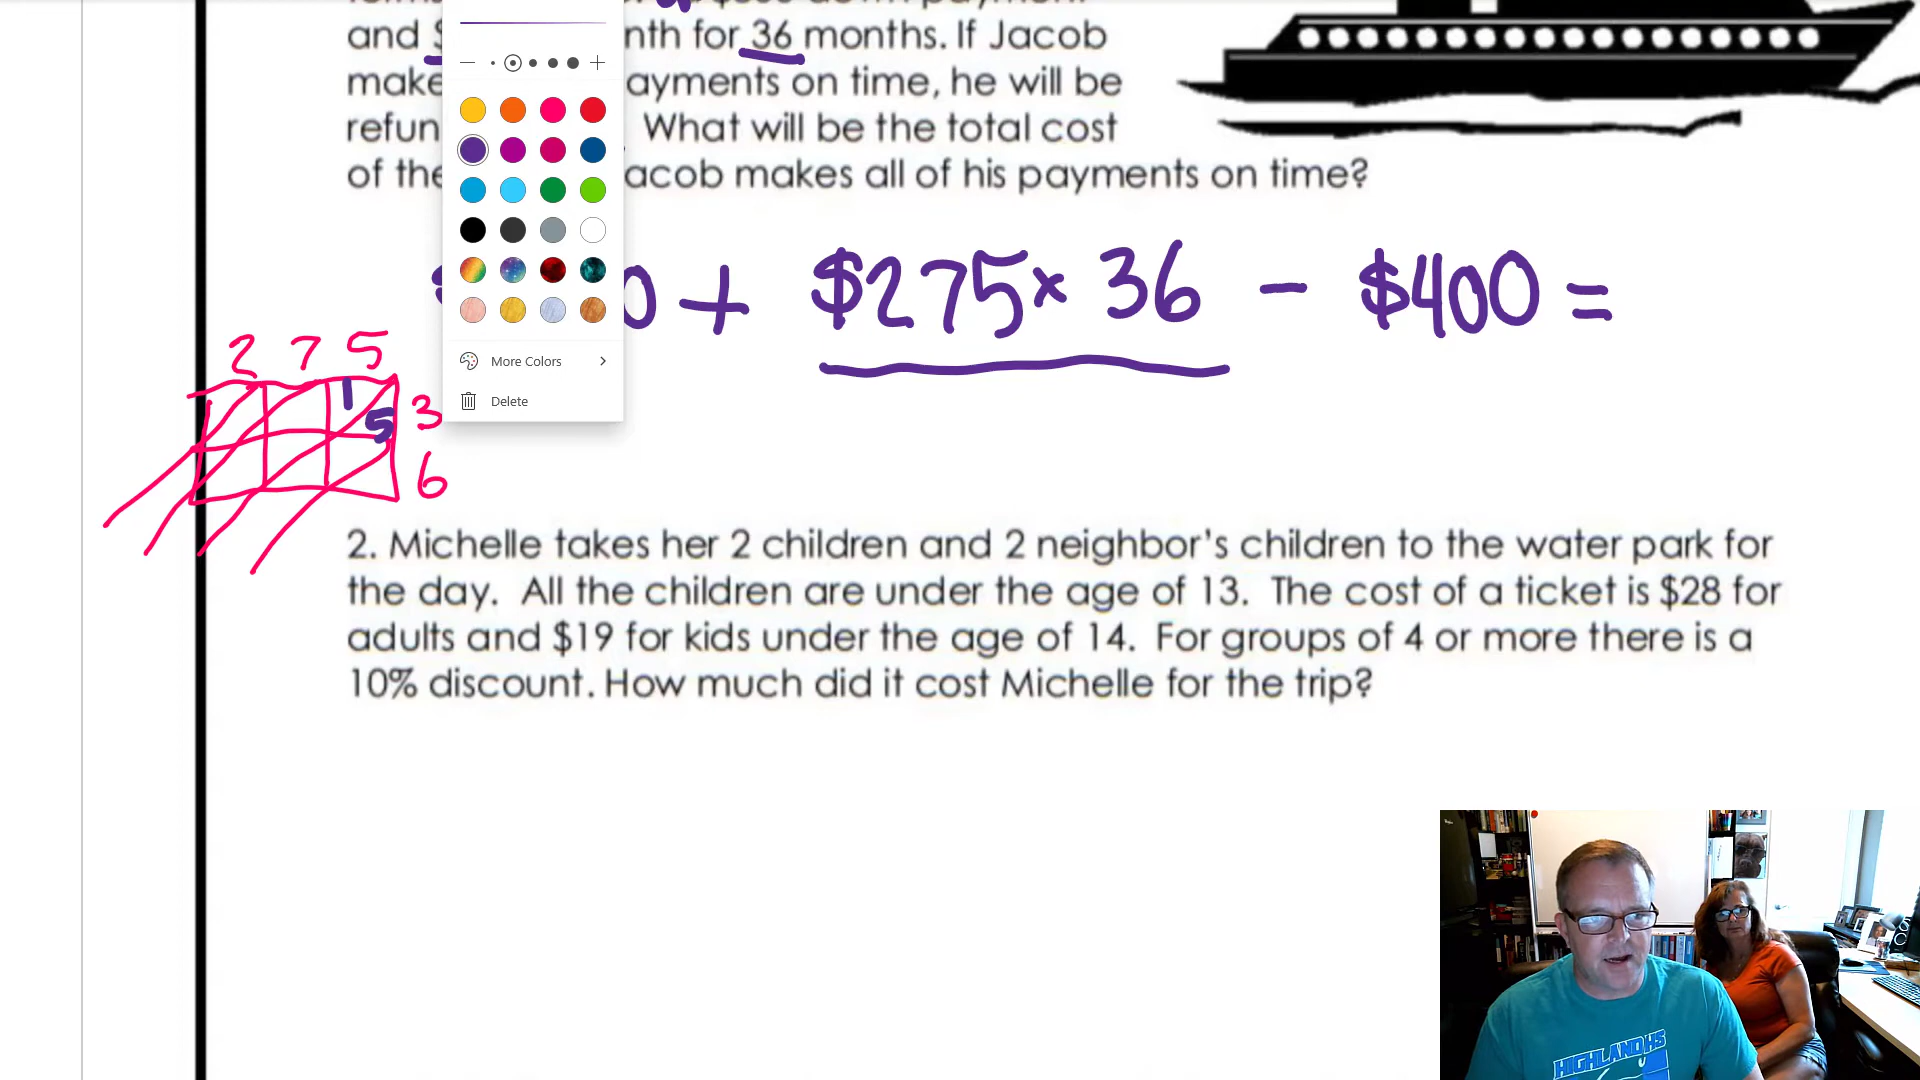 and $ nth for 36 months. If Jacob
make ayments on time, he will be
refun What will be the total cost
of the acob makes all of his payments on time?
0 + $275 x 36 - $400 =
2 7 5
1
5
3
6
More Colors
Delete
2. Michelle takes her 2 children and 2 neighbor's children to the water park for
the day. All the children are under the age of 13. The cost of a ticket is $28 for
adults and $19 for kids under the age of 14. For groups of 4 or more there is a
10% discount. How much did it cost Michelle for the trip?
HIGHLAND HS